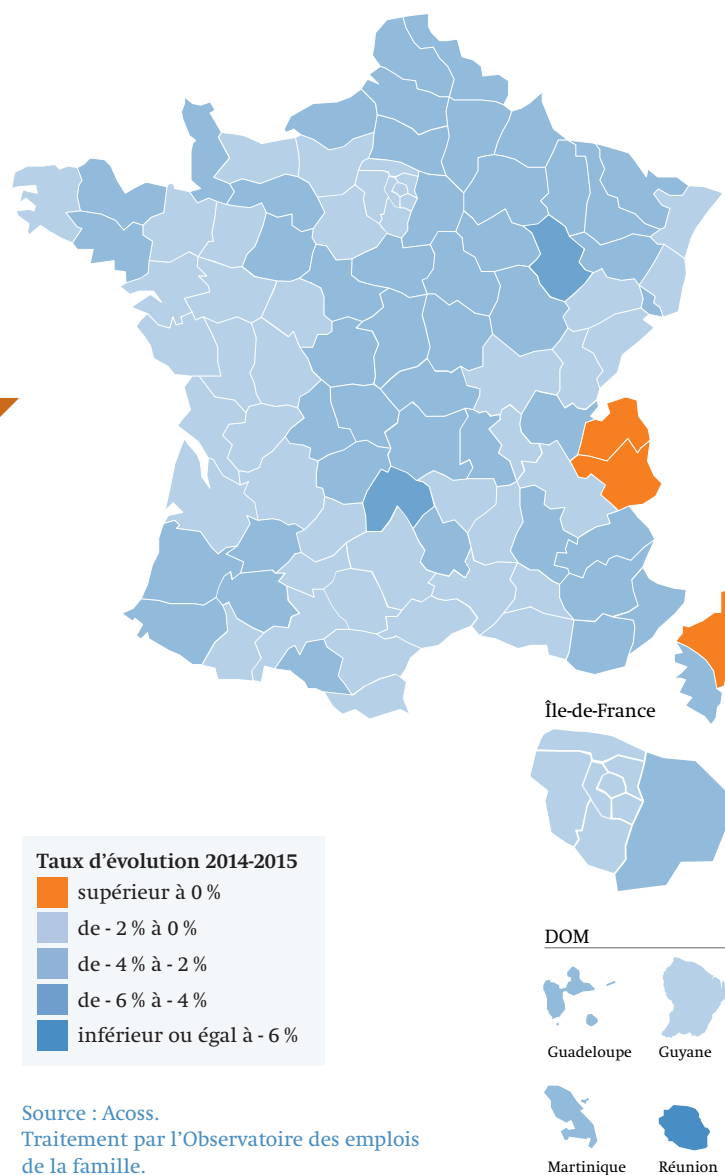 Île-de-France
Taux d'évolution 2014-2015
supérieur à 0 %
de - 2 % à 0 %
de - 4 % à - 2 %
de - 6 % à - 4 %
inférieur ou égal à - 6 %
DOM
Guadeloupe
Guyane
Martinique
Réunion
Source : Acoss.
Traitement par l'Observatoire des emplois
de la famille.